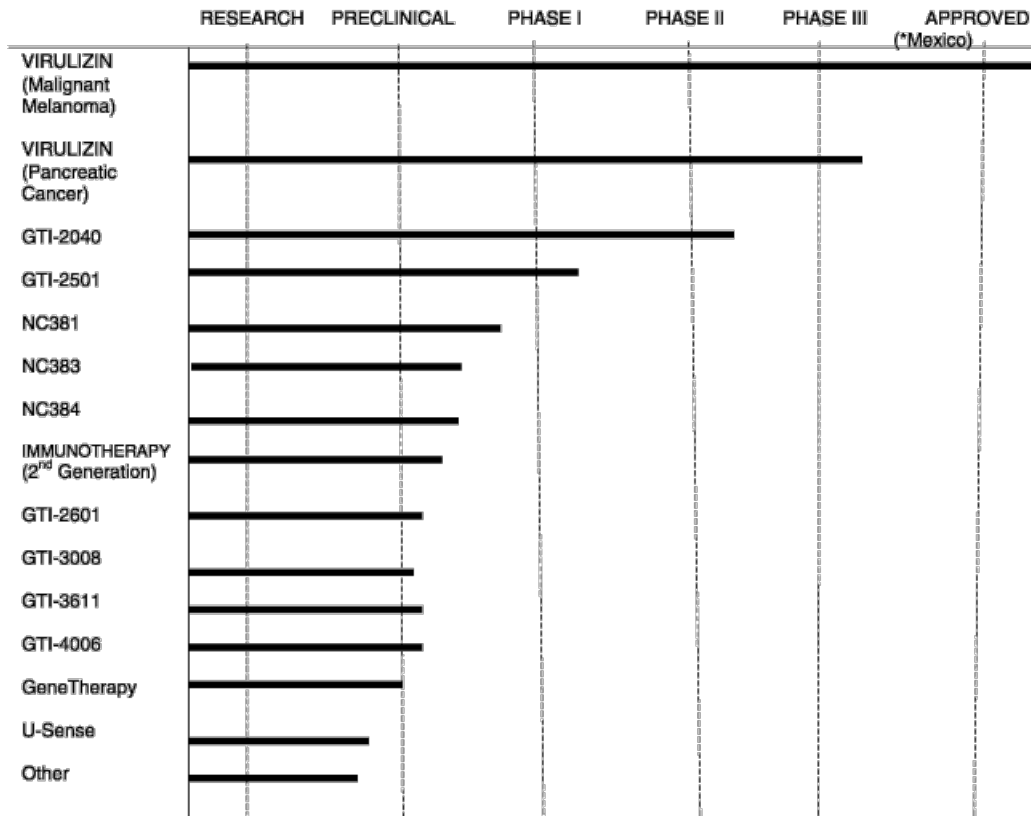 RESEARCH PRECLINICAL PHASE I PHASE II PHASE III APPROVED
(*Mexico)
VIRULIZIN
(Malignant
Melanoma)
VIRULIZIN
(Pancreatic
Cancer)
GTI-2040
GTI-2501
NC381
NC383
NC384
IMMUNOTHERAPY
(2nd Generation)
GTI-2601
GTI-3008
GTI-3611
GTI-4006
GeneTherapy
U-Sense
Other